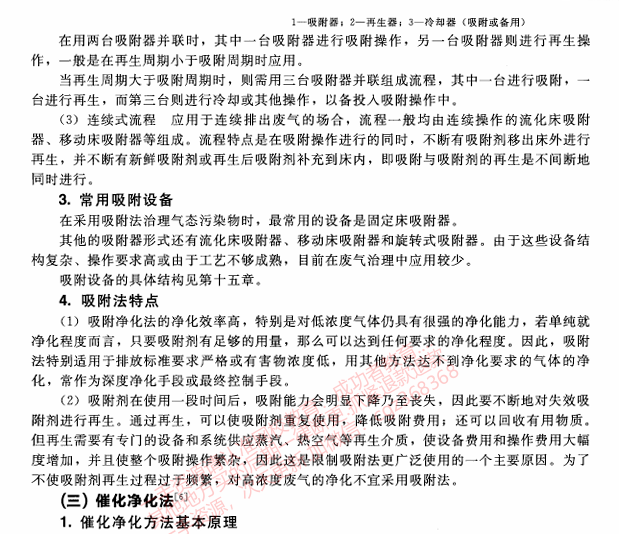 1—吸附器；2—再生器；3—冷却器（吸附或备用）
在用两台吸附器并联时，其中一台吸附器进行吸附操作，另一台吸附器则进行再生操
作，一般是在再生周期小于吸附周期时应用。
当再生周期大于吸附周期时，则需用三台吸附器并联组成流程，其中一台进行吸附，一
台进行再生，而第三台则进行冷却或其他操作，以备投入吸附操作中。
（3）连续式流程　应用于连续排出废气的场合，流程一般均由连续操作的流化床吸附
器、移动床吸附器等组成。流程特点是在吸附操作进行的同时，不断有吸附剂移出床外进行
再生，并不断有新鲜吸附剂或再生后吸附剂补充到床内，即吸附与吸附剂的再生是不间断地
同时进行。
3. 常用吸附设备
在采用吸附法治理气态污染物时，最常用的设备是固定床吸附器。
其他的吸附器形式还有流化床吸附器、移动床吸附器和旋转式吸附器。由于这些设备结
构复杂、操作要求高或由于工艺不够成熟，目前在废气治理中应用较少。
吸附设备的具体结构见第十五章。
4. 吸附法特点
（1）吸附净化法的净化效率高，特别是对低浓度气体仍具有很强的净化能力，若单纯就
净化程度而言，只要吸附剂有足够的用量，那么可以达到任何要求的净化程度。因此，吸附
法特别适用于排放标准要求严格或有害物浓度低，用其他方法达不到净化要求的气体的净
化，常作为深度净化手段或最终控制手段。
（2）吸附剂在使用一段时间后，吸附能力会明显下降乃至丧失，因此要不断地对失效吸
附剂进行再生。通过再生，可以使吸附剂重复使用，降低吸附费用；还可以回收有用物质。
但再生需要有专门的设备和系统供应蒸汽、热空气等再生介质，使设备费用和操作费用大幅
度增加，并且使整个吸附操作繁杂，因此这是限制吸附法更广泛使用的一个主要原因。为了
不使吸附剂再生过程过于频繁，对高浓度废气的净化不宜采用吸附法。
（三）催化净化法[6]
1. 催化净化方法基本原理